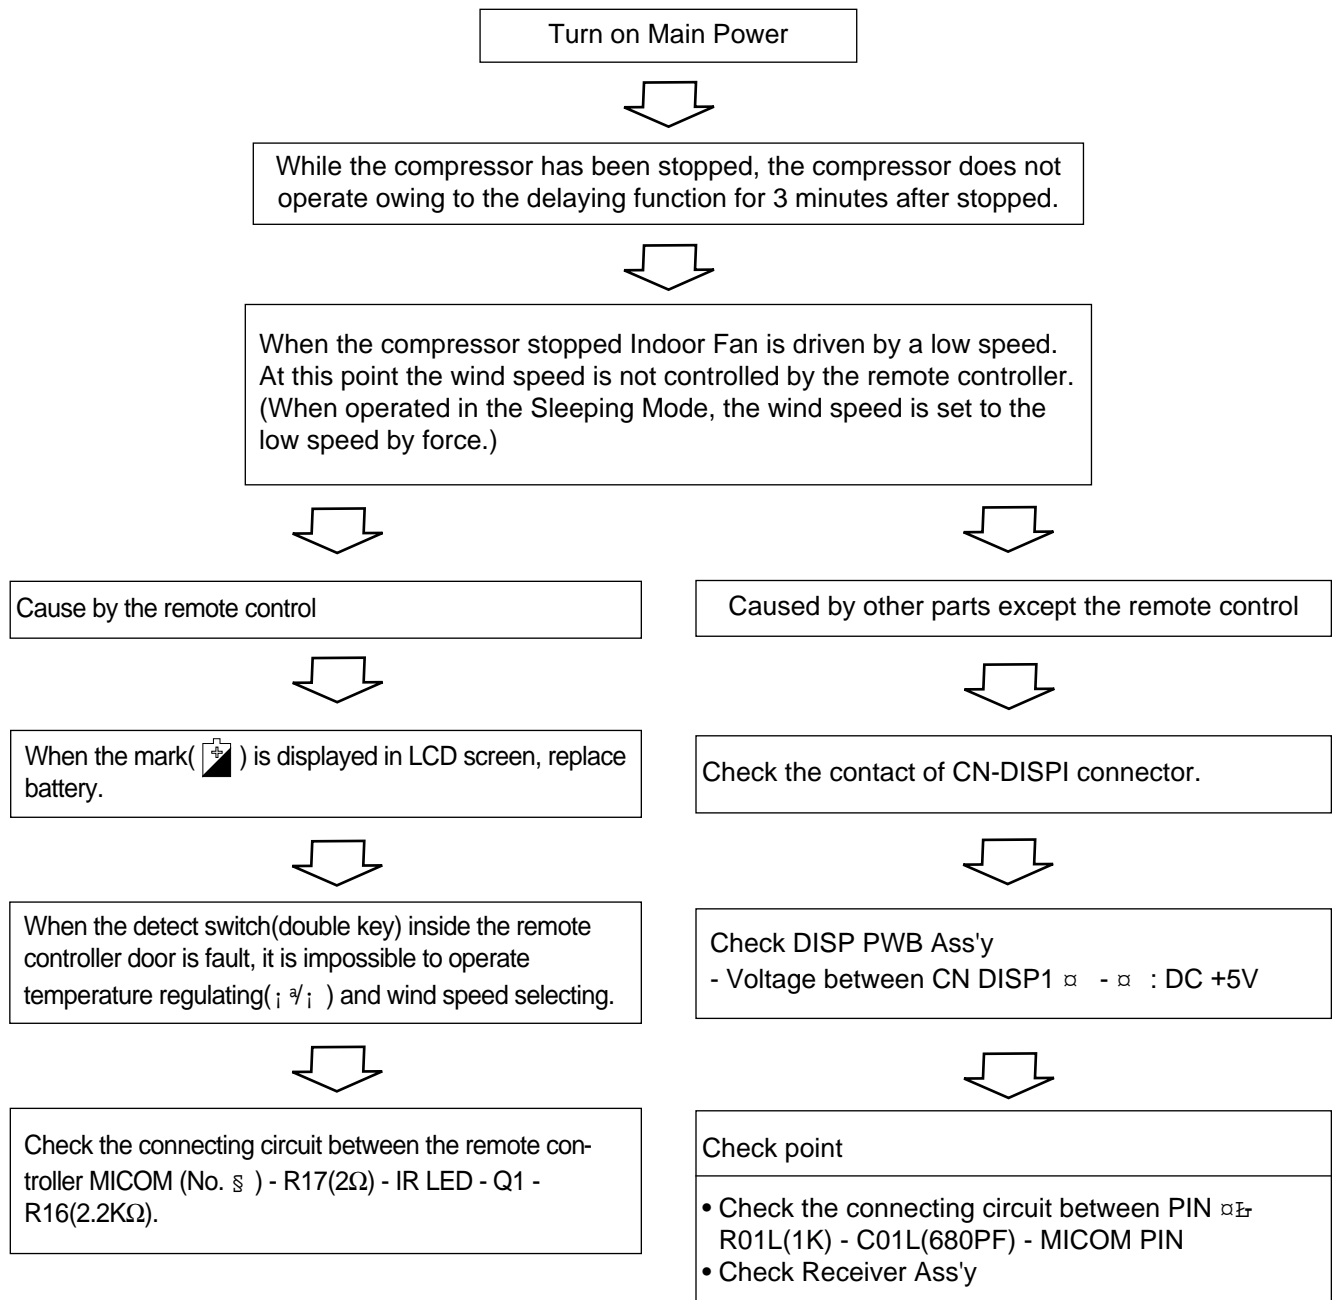 Turn on Main Power
While the compressor has been stopped, the compressor does not
operate owing to the delaying function for 3 minutes after stopped.
When the compressor stopped Indoor Fan is driven by a low speed.
At this point the wind speed is not controlled by the remote controller.
(When operated in the Sleeping Mode, the wind speed is set to the
low speed by force.)
Cause by the remote control
When the mark( ) is displayed in LCD screen, replace
battery.
When the detect switch(double key) inside the remote
controller door is fault, it is impossible to operate
temperature regulating(¡ª/¡ ) and wind speed selecting.
Check the connecting circuit between the remote con-
troller MICOM (No. § ) - R17(2Ω) - IR LED - Q1 -
R16(2.2KΩ).
Caused by other parts except the remote control
Check the contact of CN-DISPI connector.
Check DISP PWB Ass'y
- Voltage between CN DISP1 ¤ - ¤ : DC +5V
Check point
• Check the connecting circuit between PIN ¤
R01L(1K) - C01L(680PF) - MICOM PIN
• Check Receiver Ass'y